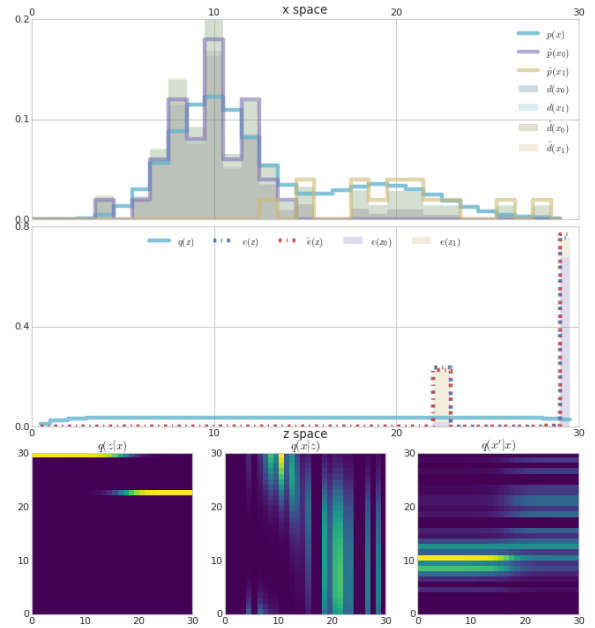 x space
0 10 20 30
0.2
0.1
0.0
p(x)
p̂(x₀)
p̂(x₁)
d(x₀)
d(x₁)
d̂(x₀)
d̂(x₁)
0.8
0.4
0.0
q(z) e(z) ê(z) e(z₀) e(z₁)
0 10 20 30
z space
q(z|x) q(x|z) q(x′|x)
30 30 30
20 20 20
10 10 10
0 0 0
0 10 20 30 0 10 20 30 0 10 20 30